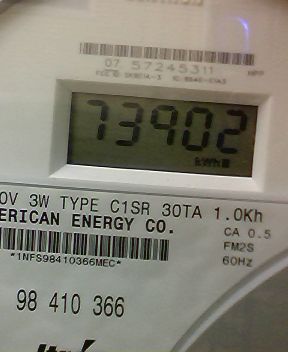 07 57245311
73902
kWh
0V 3W TYPE C1SR 30TA 1.0Kh
ERICAN ENERGY CO.
CA 0.5
FM2S
*1NFS98410366MEC*
60Hz
98 410 366